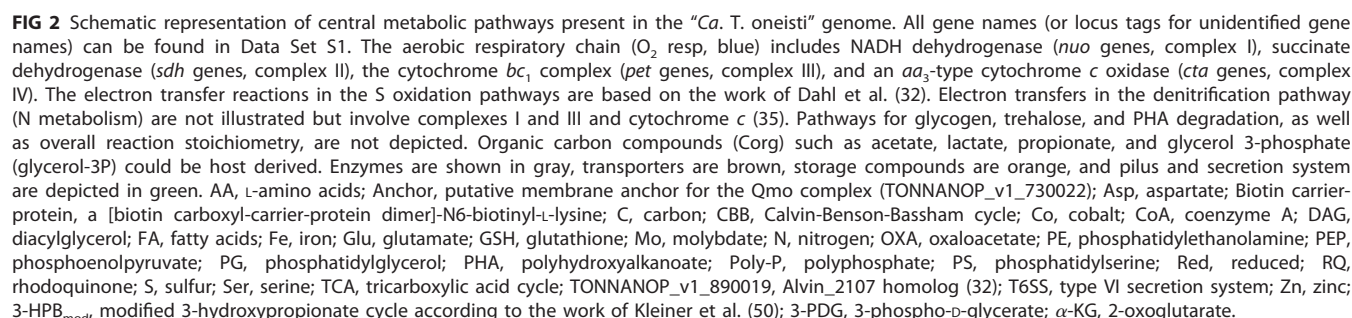 FIG 2 Schematic representation of central metabolic pathways present in the “Ca. T. oneisti” genome. All gene names (or locus tags for unidentified gene
names) can be found in Data Set S1. The aerobic respiratory chain (O2 resp, blue) includes NADH dehydrogenase (nuo genes, complex I), succinate
dehydrogenase (sdh genes, complex II), the cytochrome bc1 complex (pet genes, complex III), and an aa3-type cytochrome c oxidase (cta genes, complex
IV). The electron transfer reactions in the S oxidation pathways are based on the work of Dahl et al. (32). Electron transfers in the denitrification pathway
(N metabolism) are not illustrated but involve complexes I and III and cytochrome c (35). Pathways for glycogen, trehalose, and PHA degradation, as well
as overall reaction stoichiometry, are not depicted. Organic carbon compounds (Corg) such as acetate, lactate, propionate, and glycerol 3-phosphate
(glycerol-3P) could be host derived. Enzymes are shown in gray, transporters are brown, storage compounds are orange, and pilus and secretion system
are depicted in green. AA, L-amino acids; Anchor, putative membrane anchor for the Qmo complex (TONNANOP_v1_730022); Asp, aspartate; Biotin carrier-
protein, a [biotin carboxyl-carrier-protein dimer]-N6-biotinyl-L-lysine; C, carbon; CBB, Calvin-Benson-Bassham cycle; Co, cobalt; CoA, coenzyme A; DAG,
diacylglycerol; FA, fatty acids; Fe, iron; Glu, glutamate; GSH, glutathione; Mo, molybdate; N, nitrogen; OXA, oxaloacetate; PE, phosphatidylethanolamine; PEP,
phosphoenolpyruvate; PG, phosphatidylglycerol; PHA, polyhydroxyalkanoate; Poly-P, polyphosphate; PS, phosphatidylserine; Red, reduced; RQ,
rhodoquinone; S, sulfur; Ser, serine; TCA, tricarboxylic acid cycle; TONNANOP_v1_890019, Alvin_2107 homolog (32); T6SS, type VI secretion system; Zn, zinc;
3-HPBmod, modified 3-hydroxypropionate cycle according to the work of Kleiner et al. (50); 3-PDG, 3-phospho-D-glycerate; α-KG, 2-oxoglutarate.